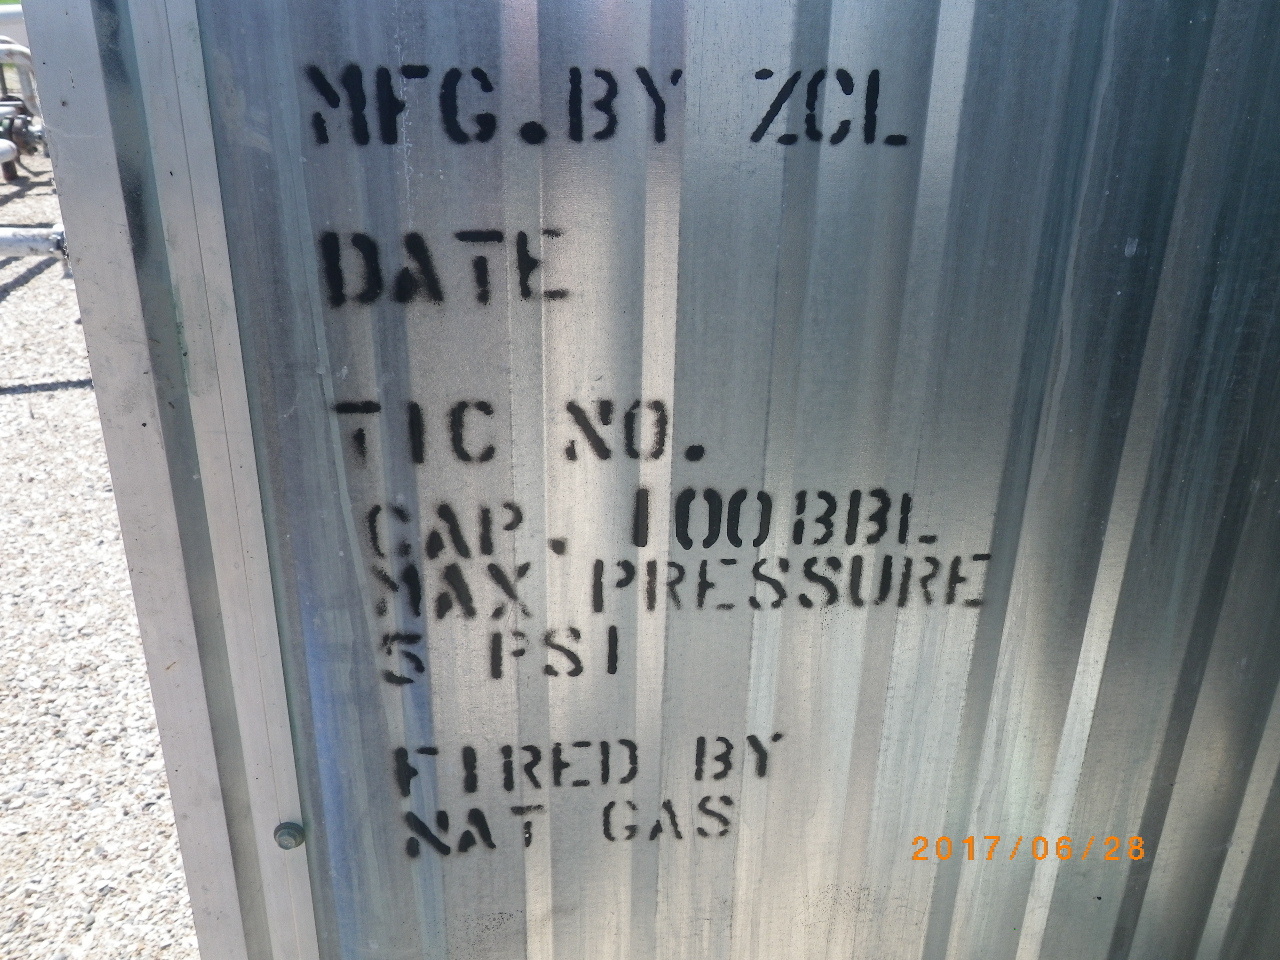 MFG.BY ZCL
DATE
TIC NO.
CAP. 100BBL
MAX PRESSURE
5 PSI
FIRED BY
NAT GAS
2017/06/28